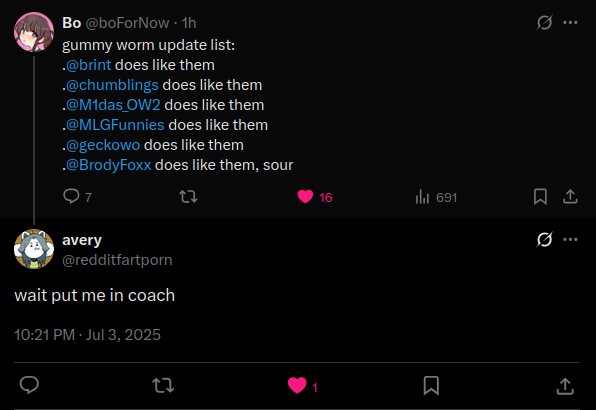 Bo @boForNow · 1h
gummy worm update list:
.@brint does like them
.@chumblings does like them
.@M1das_OW2 does like them
.@MLGFunnies does like them
.@geckowo does like them
.@BrodyFoxx does like them, sour
7 16 691
avery
@redditfartporn
wait put me in coach
10:21 PM · Jul 3, 2025
1